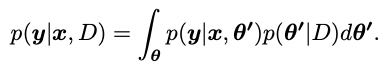 p(y|x, D) = ∫_θ p(y|x, θ′)p(θ′|D)dθ′.